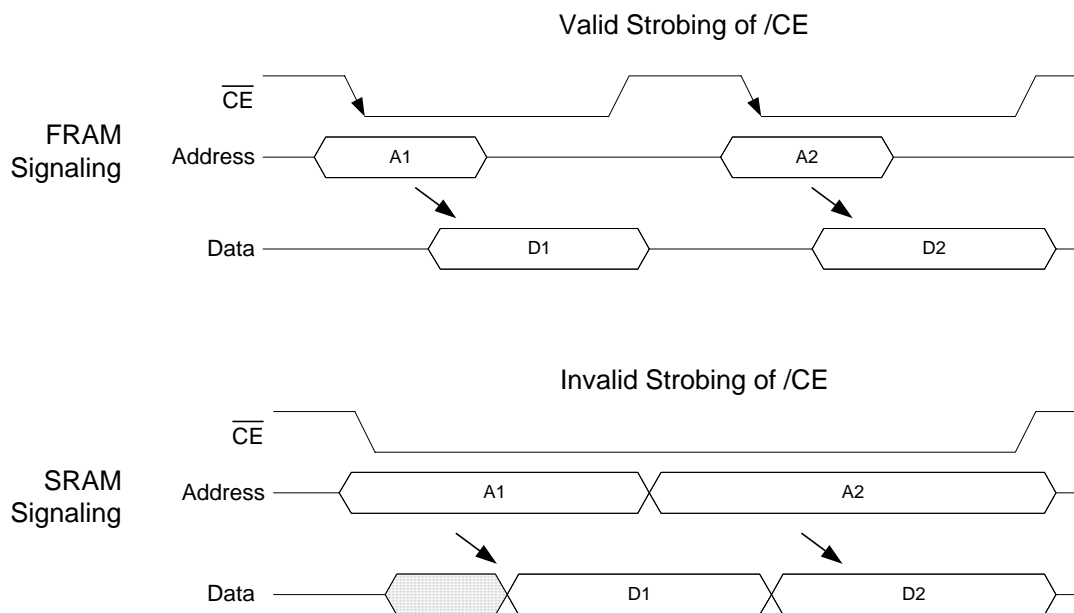 Valid Strobing of /CE
CE
FRAM
Signaling
Address
A1
A2
Data
D1
D2
Invalid Strobing of /CE
CE
SRAM
Signaling
Address
A1
A2
Data
D1
D2